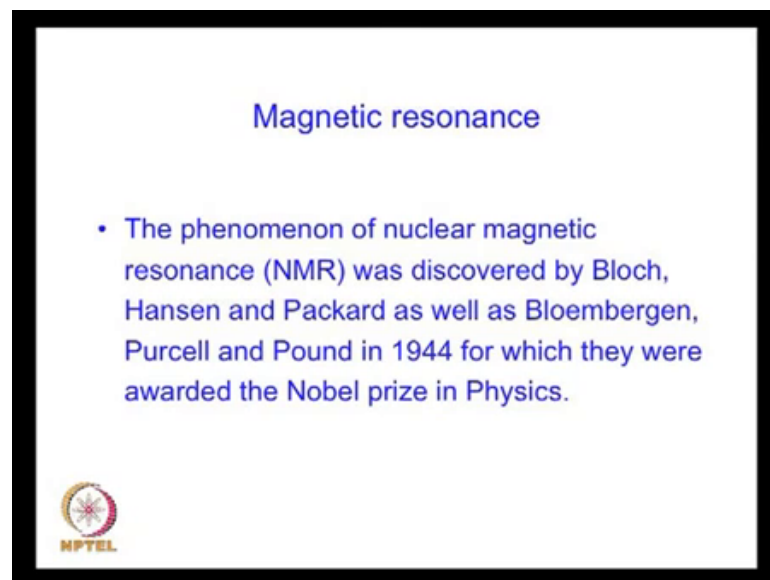 Magnetic resonance
• The phenomenon of nuclear magnetic
resonance (NMR) was discovered by Bloch,
Hansen and Packard as well as Bloembergen,
Purcell and Pound in 1944 for which they were
awarded the Nobel prize in Physics.
NPTEL